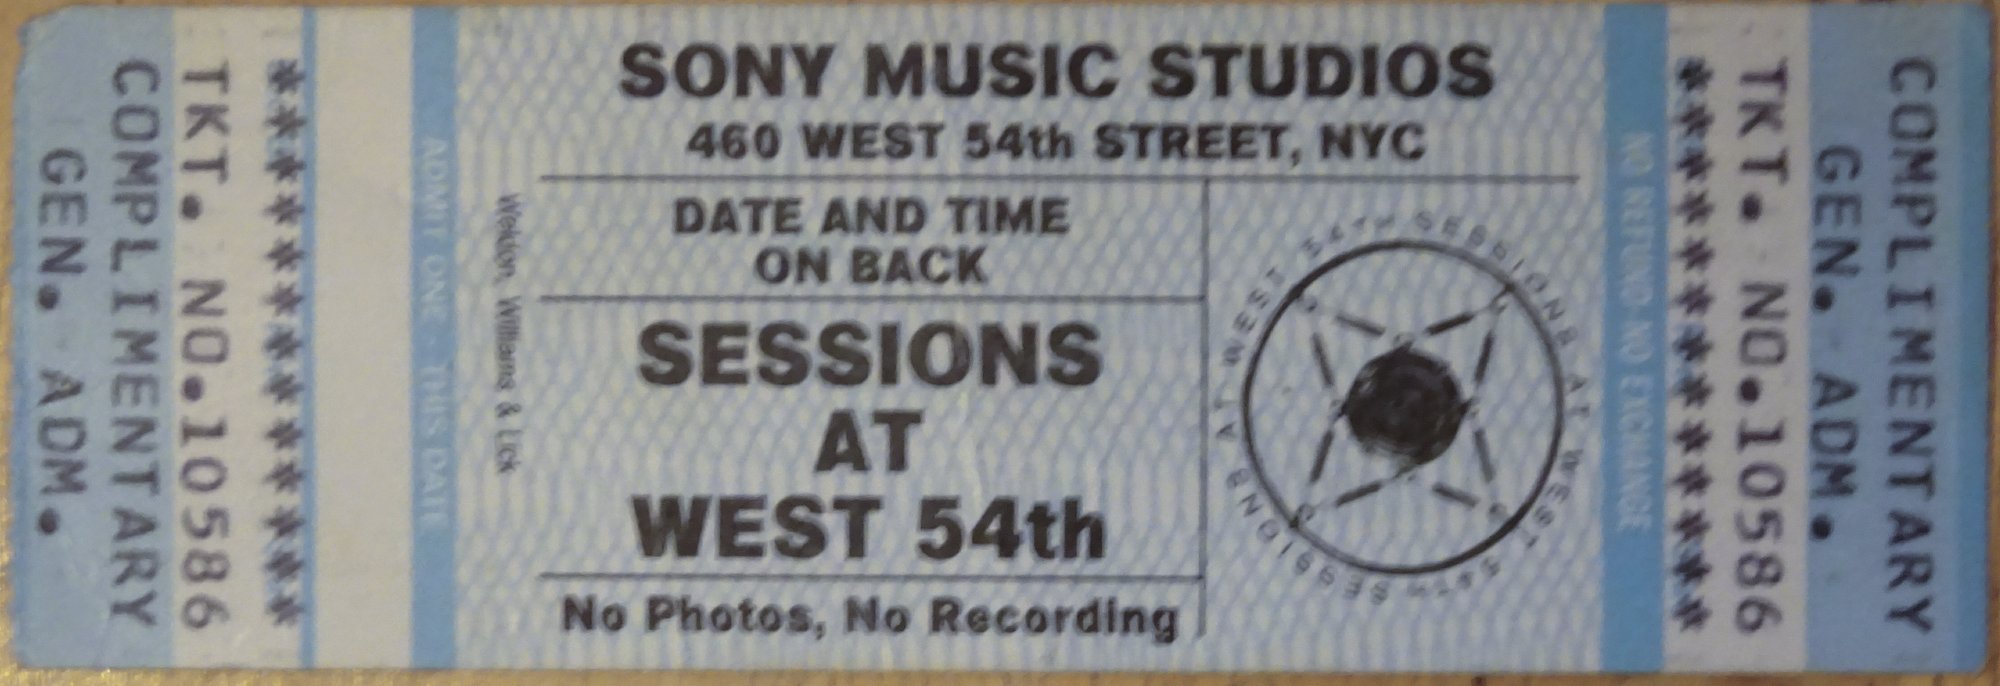 COMPLIMENTARY
GEN. ADM.
TKT. NO.10586
******************
ADMIT ONE - THIS DATE
Weldon, Williams & Lick
SONY MUSIC STUDIOS
460 WEST 54th STREET, NYC
DATE AND TIME
ON BACK
SESSIONS
AT
WEST 54th
No Photos, No Recording
SESSIONS AT WEST 54TH SESSIONS AT WEST 54TH
NO REFUND-NO EXCHANGE
******************
TKT. NO.10586
COMPLIMENTARY
GEN. ADM.